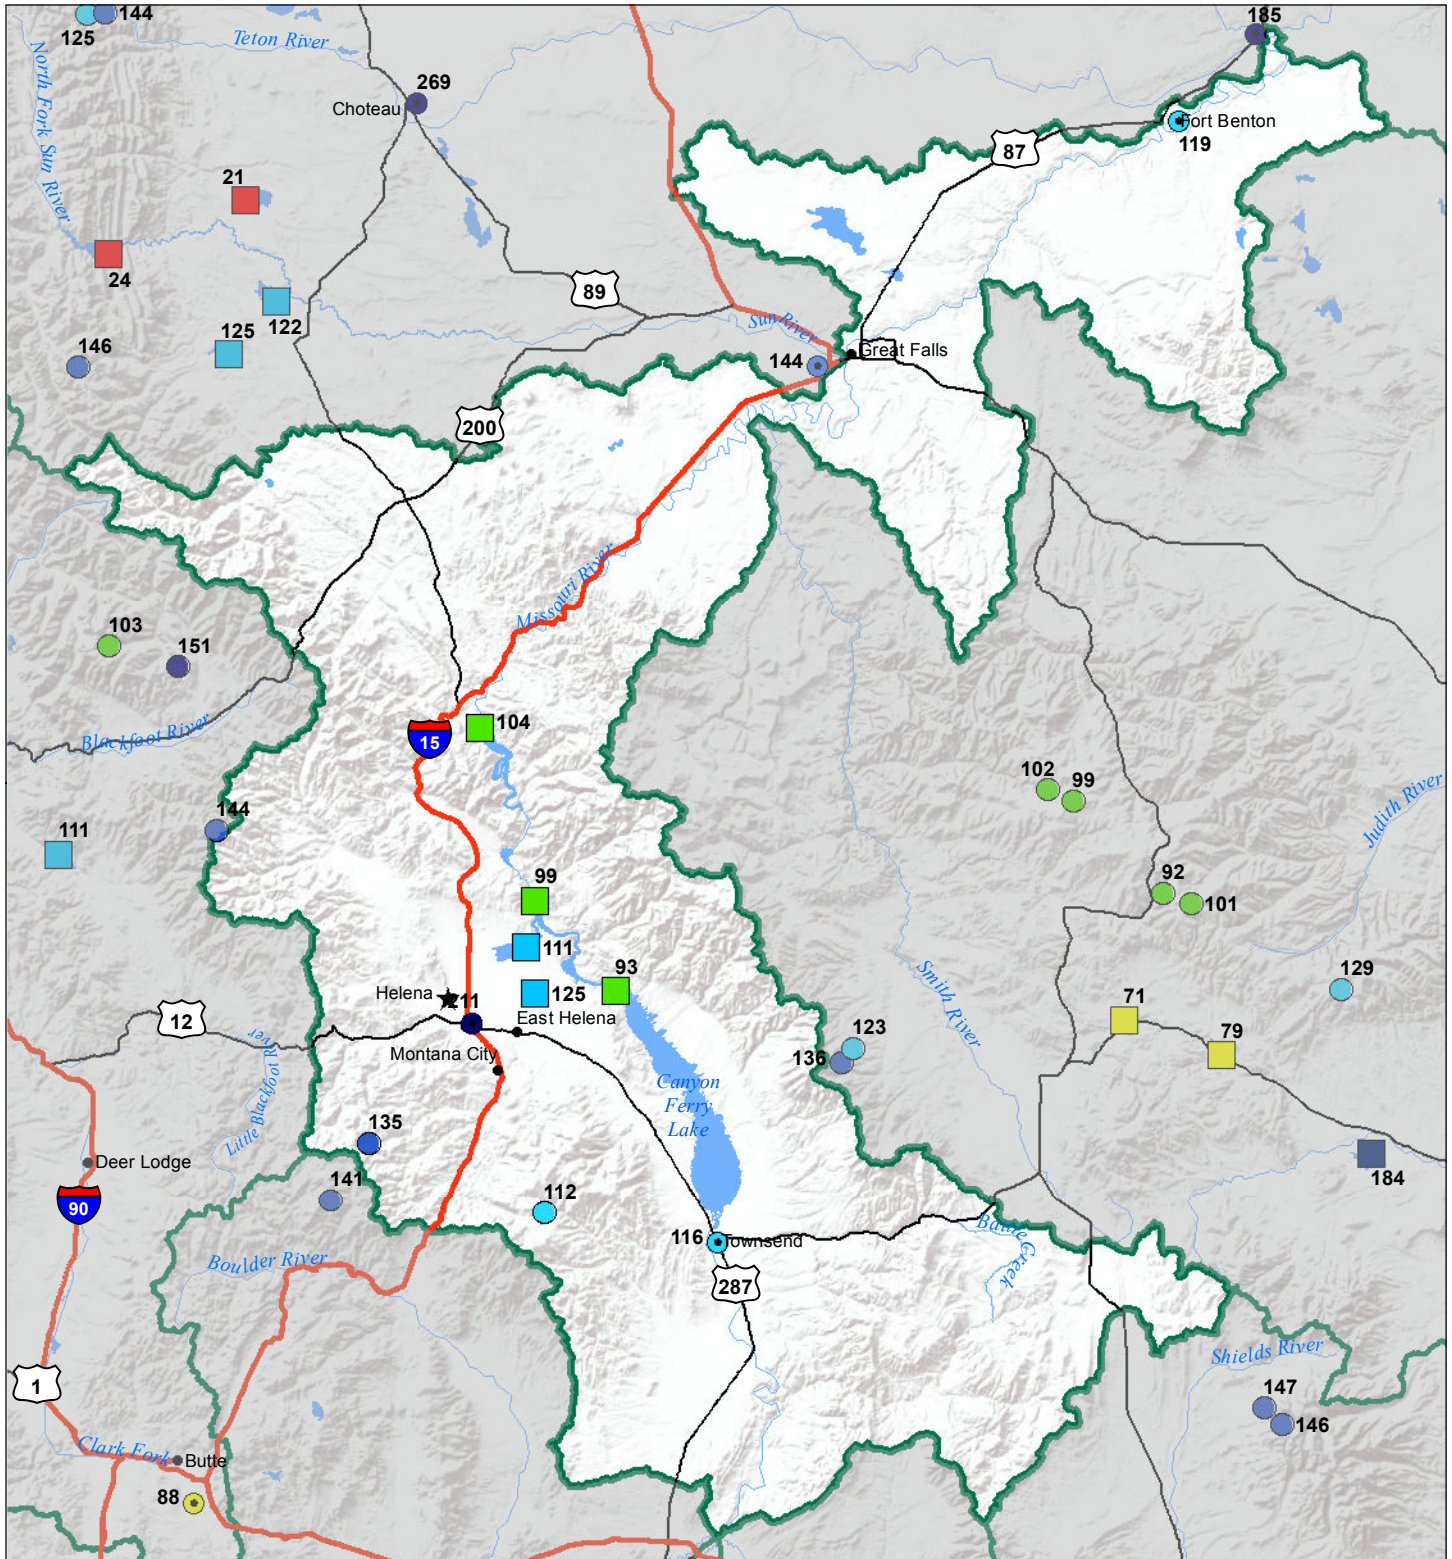 144
125
Teton River
185
North Fork Sun River
269
Choteau
Fort Benton
119
87
21
24
89
122
125
Sun River
146
144
Great Falls
200
Missouri River
103
151
Blackfoot River
104
15
102
99
Judith River
144
111
99
92
101
111
93
Smith River
129
125
Helena
211
East Helena
71
12
79
Montana City
123
136
Little Blackfoot River
Canyon
Ferry
Lake
135
Deer Lodge
184
141
112
90
116
Townsend
Battle Creek
Boulder River
287
Shields River
1
147
146
Clark Fork
Butte
88